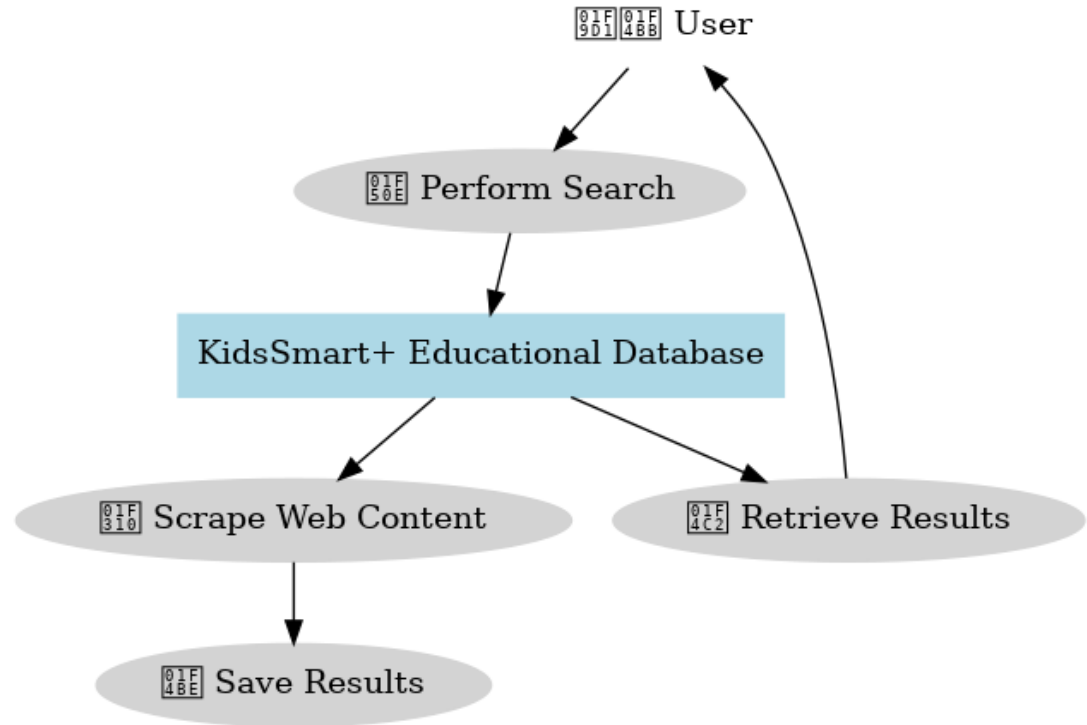 🧑💻 User
🔎 Perform Search
KidsSmart+ Educational Database
🌐 Scrape Web Content
📂 Retrieve Results
💾 Save Results